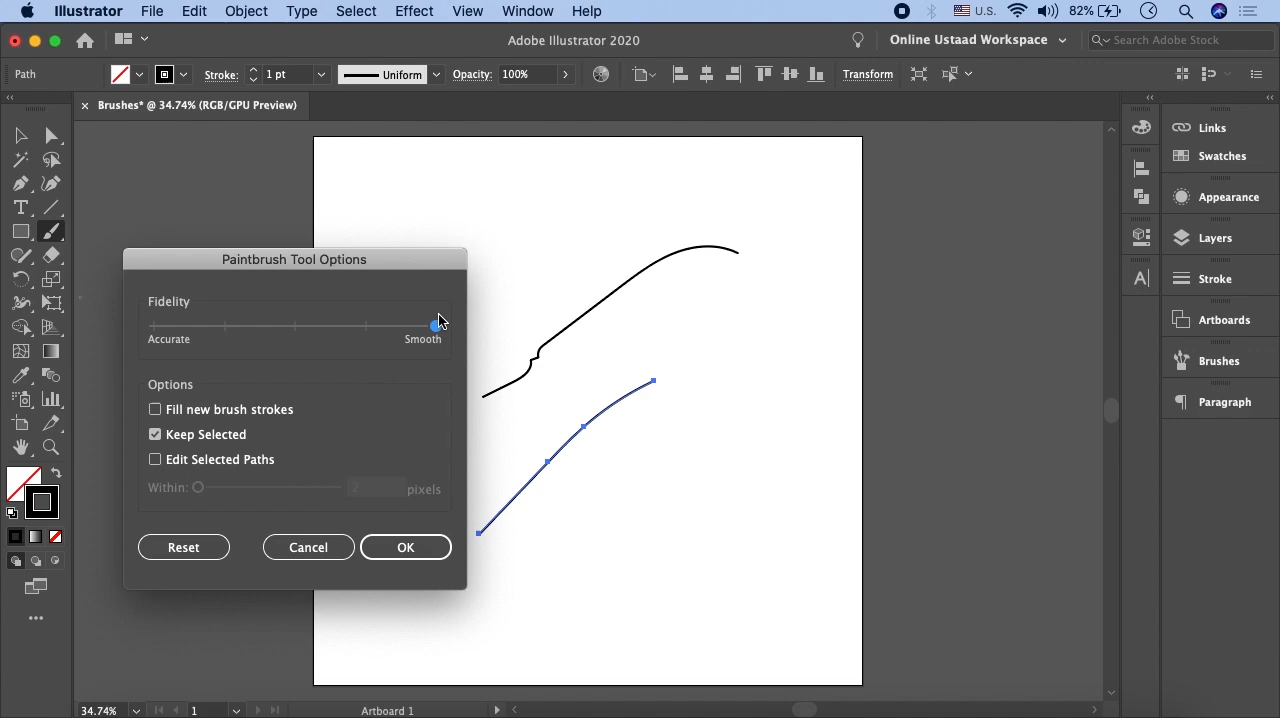 Illustrator File Edit Object Type Select Effect View Window Help U.S. 82%
Adobe Illustrator 2020 Online Ustaad Workspace Search Adobe Stock
Path Stroke: 1 pt Uniform Opacity: 100% Transform
× Brushes* @ 34.74% (RGB/GPU Preview)
Links
Swatches
Appearance
Layers
Stroke
Artboards
Brushes
Paragraph
Paintbrush Tool Options
Fidelity
Accurate Smooth
Options
Fill new brush strokes
Keep Selected
Edit Selected Paths
Within: 2 pixels
Reset Cancel OK
34.74% 1 Artboard 1